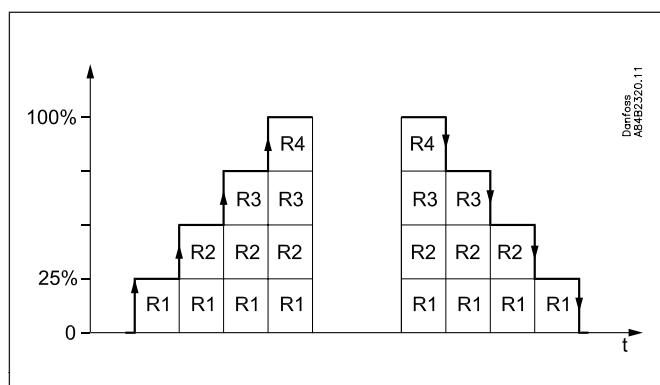 Danfoss
A84B2320.11
100%
R4 R4
R3 R3 R3 R3
R2 R2 R2 R2 R2 R2
25%
R1 R1 R1 R1 R1 R1 R1 R1
0
t